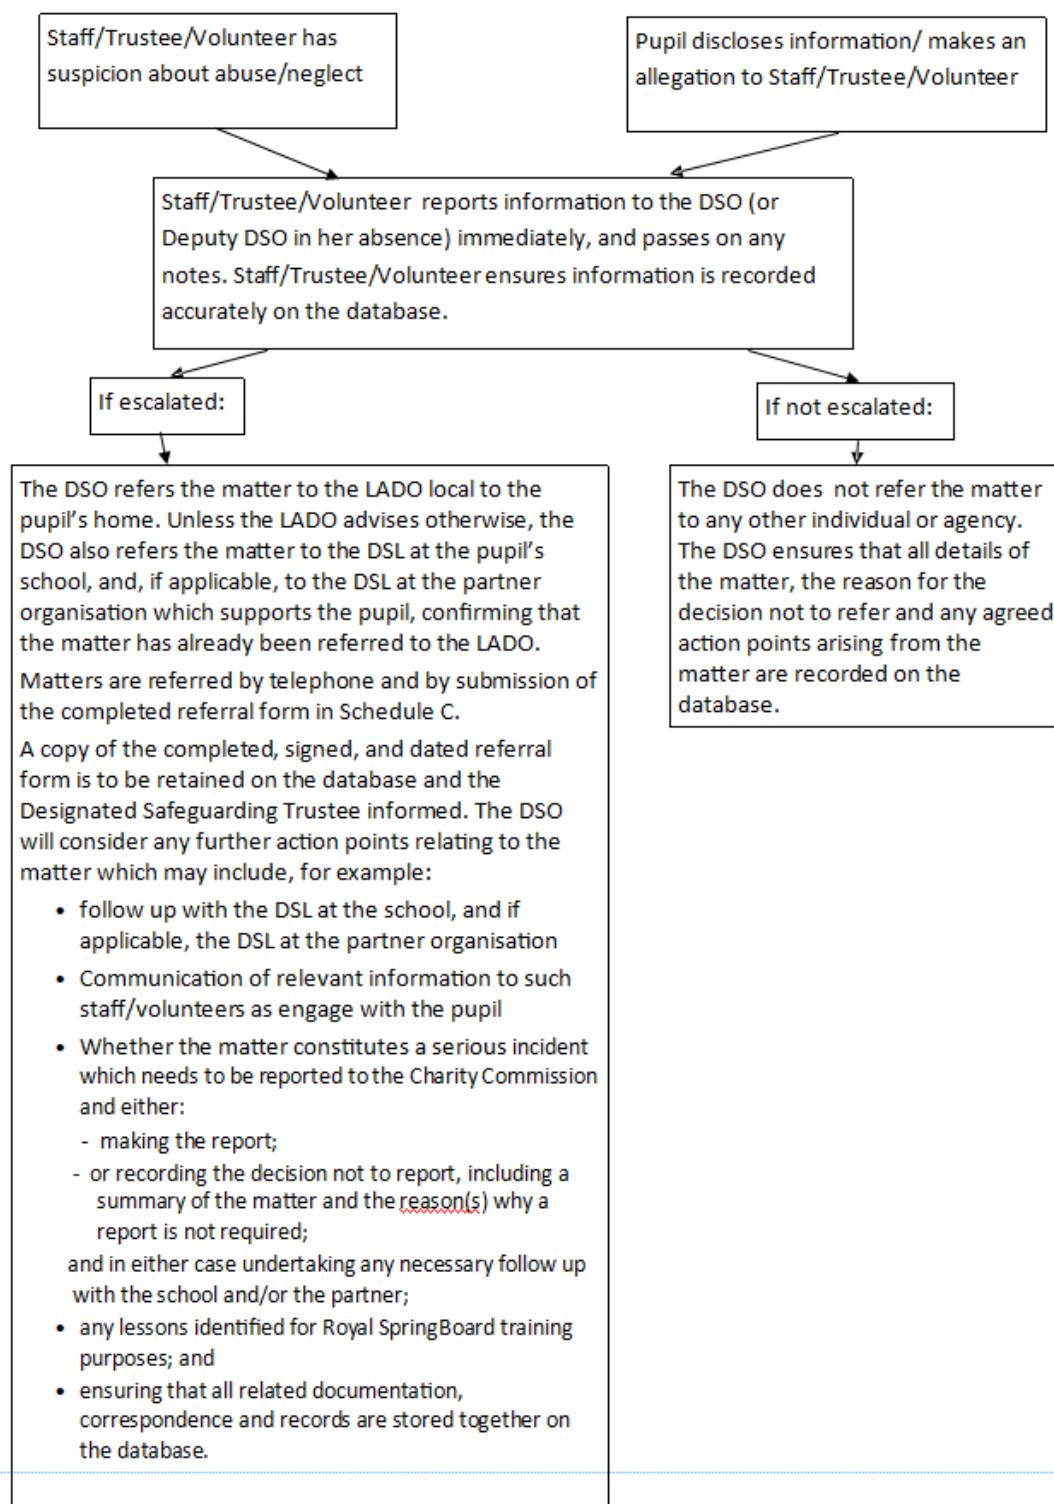 Staff/Trustee/Volunteer has
suspicion about abuse/neglect
Pupil discloses information/ makes an
allegation to Staff/Trustee/Volunteer
Staff/Trustee/Volunteer reports information to the DSO (or
Deputy DSO in her absence) immediately, and passes on any
notes. Staff/Trustee/Volunteer ensures information is recorded
accurately on the database.
If escalated:
If not escalated:
The DSO refers the matter to the LADO local to the
pupil's home. Unless the LADO advises otherwise, the
DSO also refers the matter to the DSL at the pupil's
school, and, if applicable, to the DSL at the partner
organisation which supports the pupil, confirming that
the matter has already been referred to the LADO.
Matters are referred by telephone and by submission of
the completed referral form in Schedule C.
A copy of the completed, signed, and dated referral
form is to be retained on the database and the
Designated Safeguarding Trustee informed. The DSO
will consider any further action points relating to the
matter which may include, for example:
• follow up with the DSL at the school, and if
applicable, the DSL at the partner organisation
• Communication of relevant information to such
staff/volunteers as engage with the pupil
• Whether the matter constitutes a serious incident
which needs to be reported to the Charity Commission
and either:
- making the report;
- or recording the decision not to report, including a
summary of the matter and the reason(s) why a
report is not required;
and in either case undertaking any necessary follow up
with the school and/or the partner;
• any lessons identified for Royal SpringBoard training
purposes; and
• ensuring that all related documentation,
correspondence and records are stored together on
the database.
The DSO does not refer the matter
to any other individual or agency.
The DSO ensures that all details of
the matter, the reason for the
decision not to refer and any agreed
action points arising from the
matter are recorded on the
database.